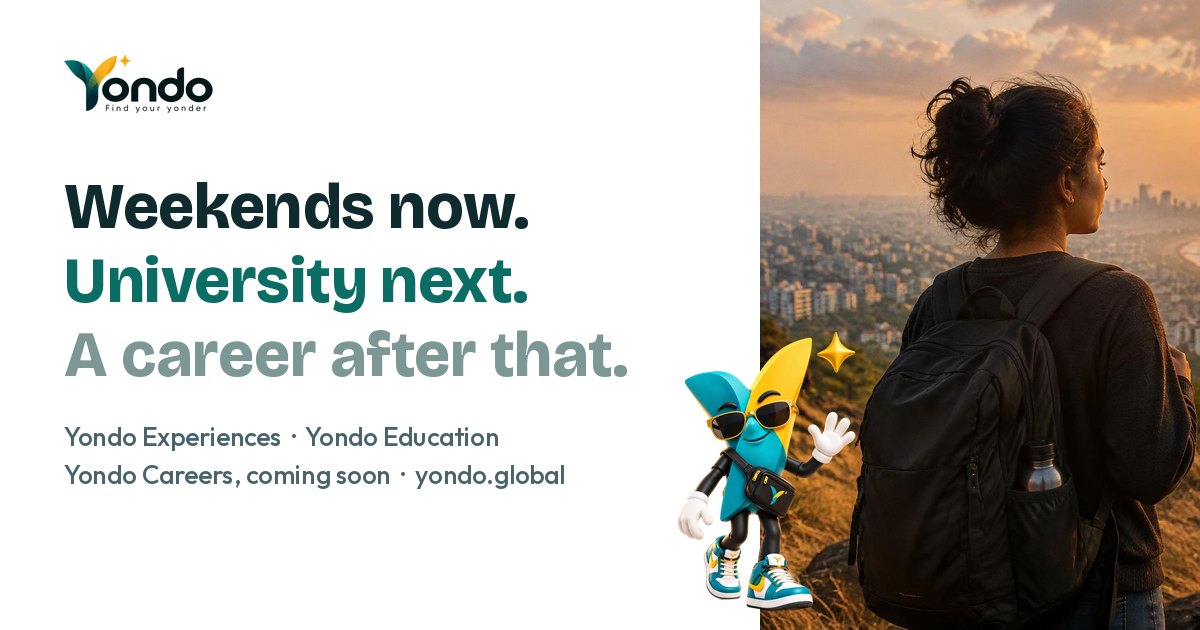 Yondo
Find your yonder
Weekends now.
University next.
A career after that.
Yondo Experiences · Yondo Education
Yondo Careers, coming soon · yondo.global